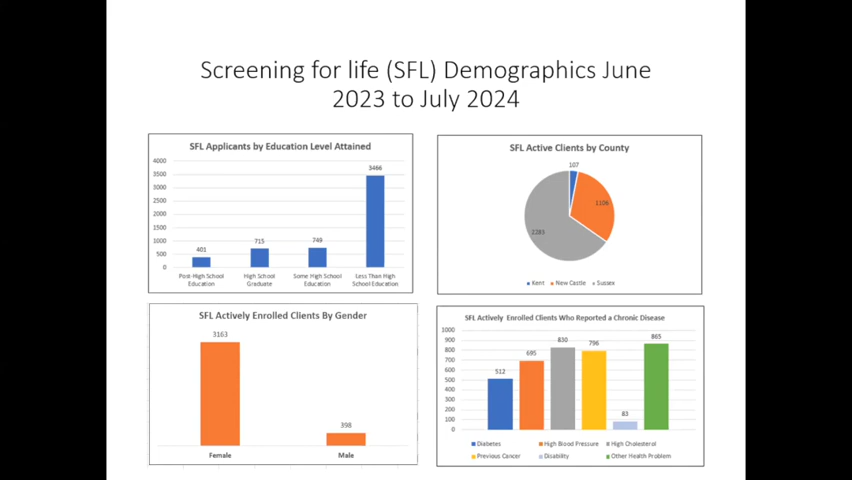 Screening for life (SFL) Demographics June
2023 to July 2024
SFL Applicants by Education Level Attained
4000
3500
3000
2500
2000
1500
1000
500
0
401
715
749
3466
Post-High School
Education
High School
Graduate
Some High School
Education
Less Than High
School Education
SFL Active Clients by County
107
1106
2285
Kent
New Castle
Sussex
SFL Actively Enrolled Clients By Gender
3163
398
Female
Male
SFL Actively Enrolled Clients Who Reported a Chronic Disease
1000
900
800
700
600
500
400
300
200
100
0
512
695
830
796
83
865
Diabetes
High Blood Pressure
High Cholesterol
Previous Cancer
Disability
Other Health Problem